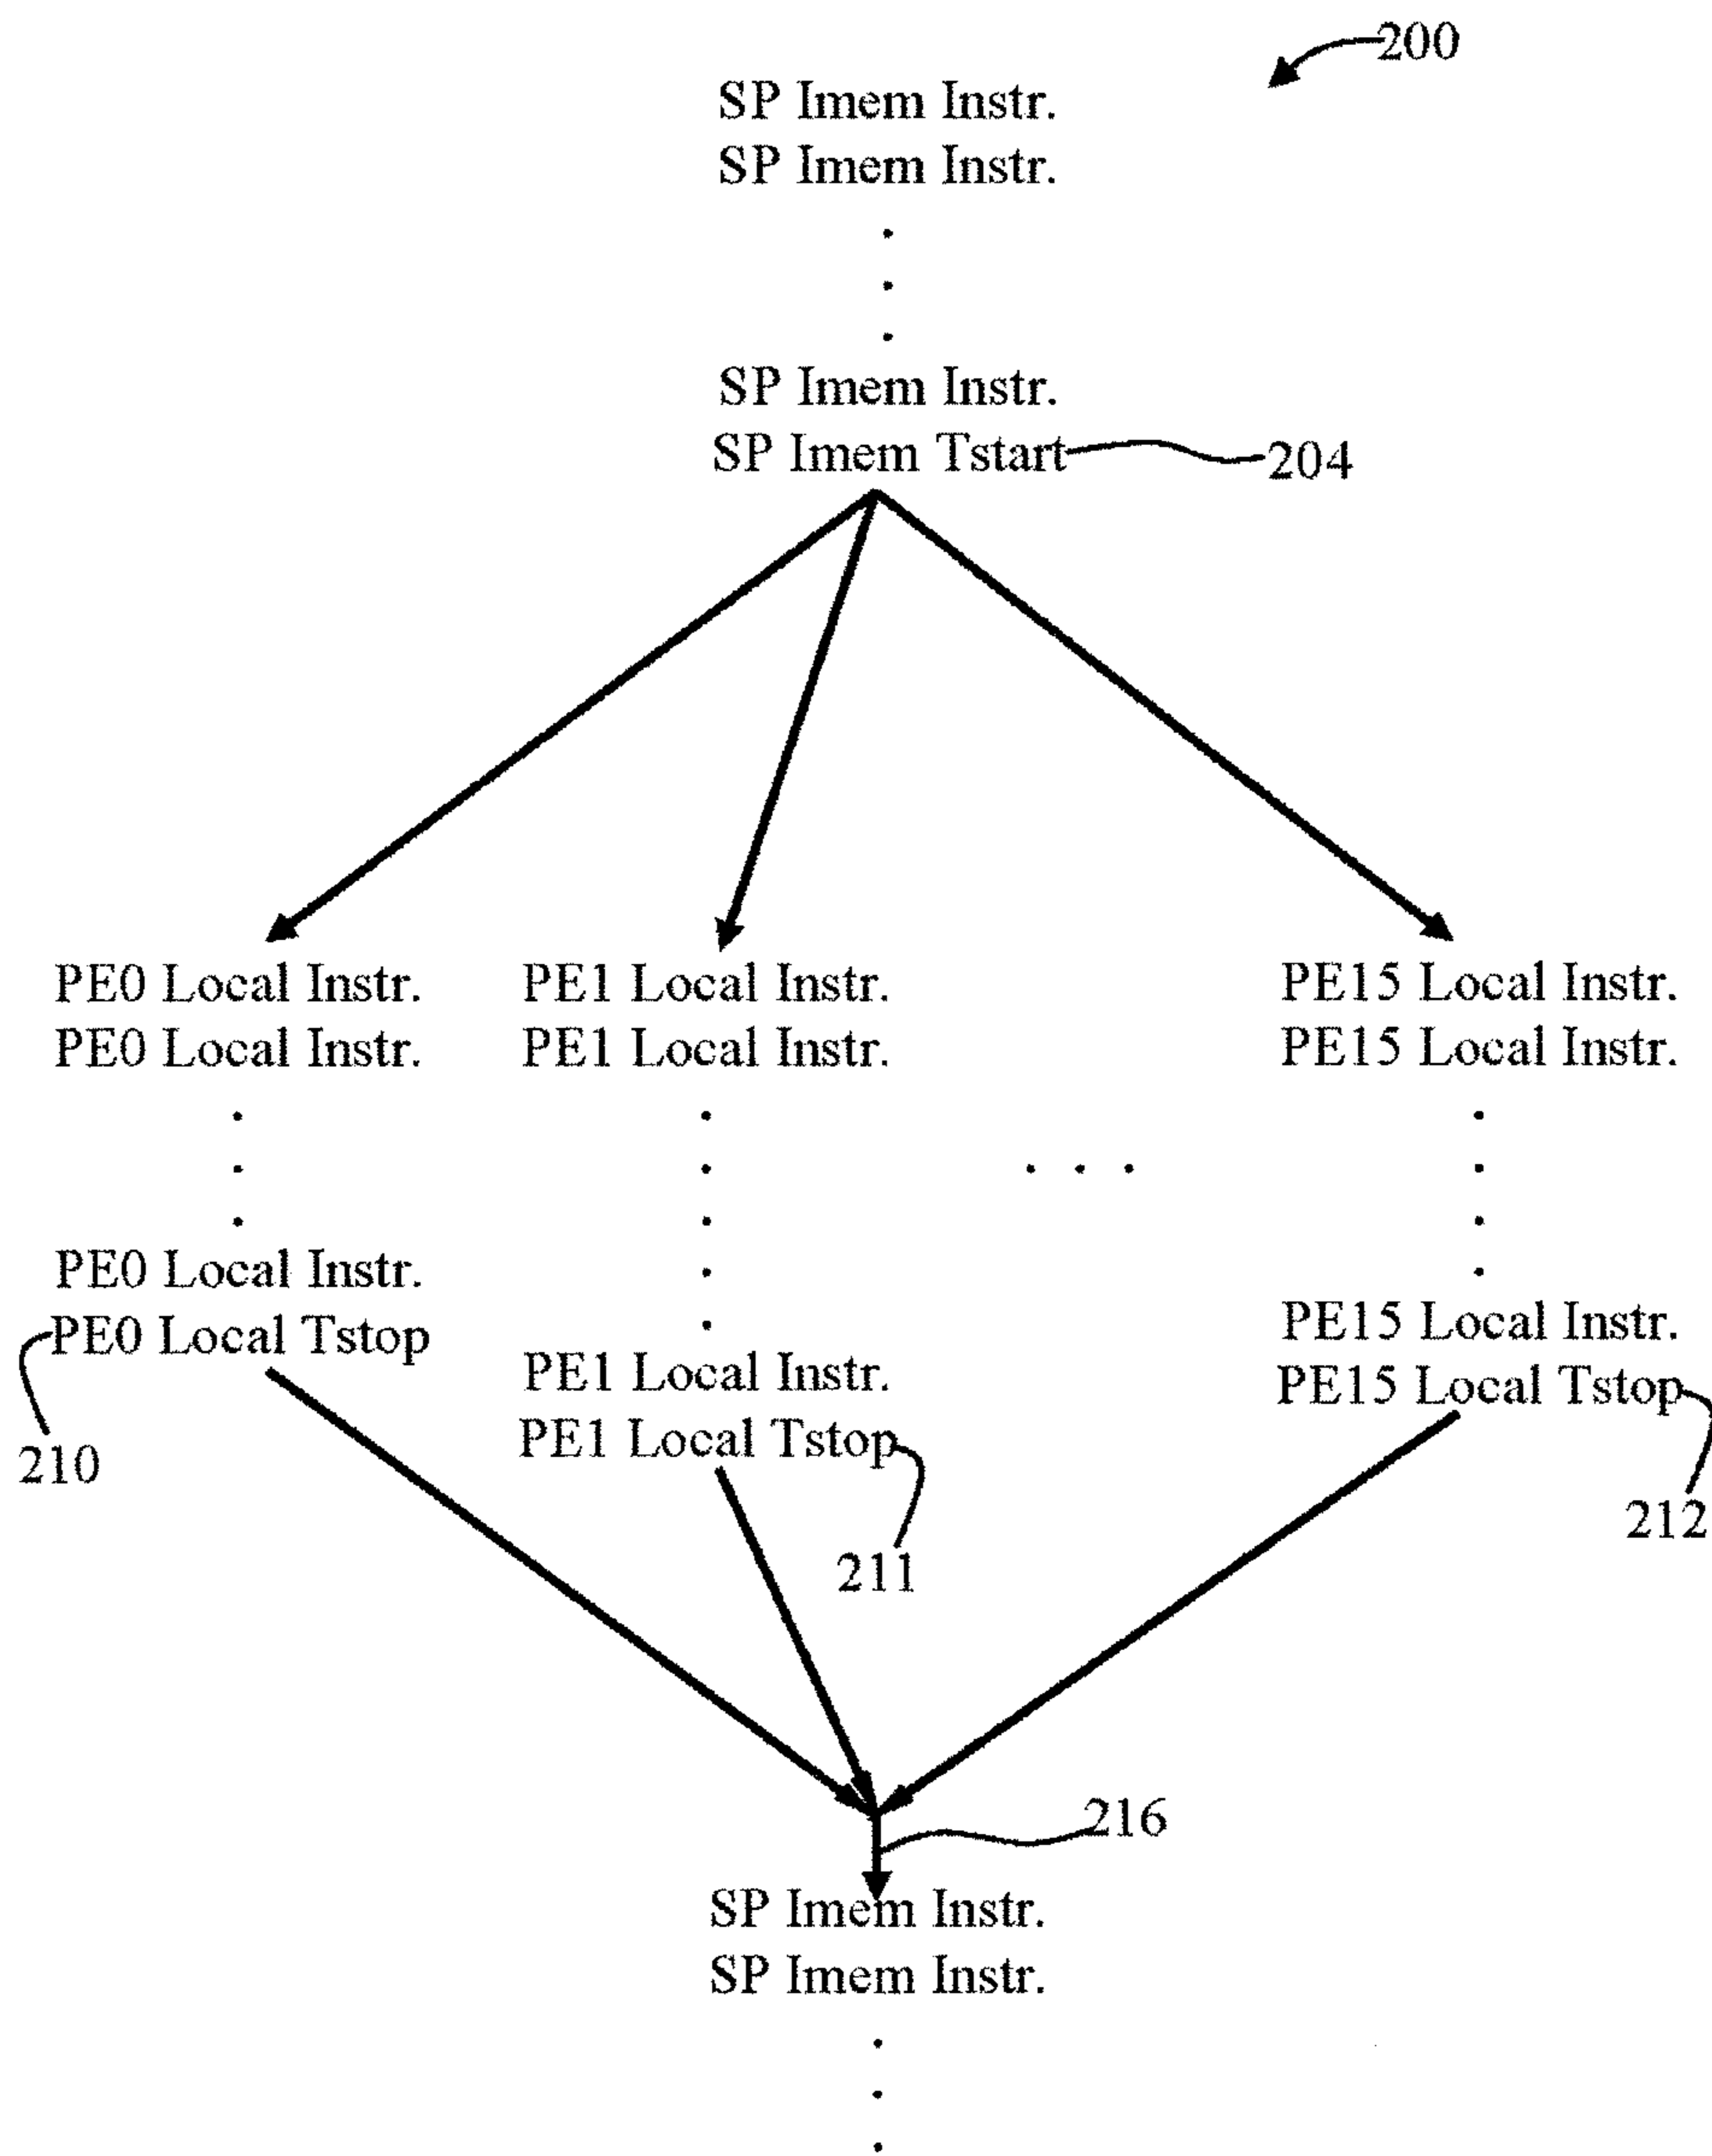 200
SP Imem Instr.
SP Imem Instr.
.
.
.
SP Imem Instr.
SP Imem Tstart 204
PE0 Local Instr. PE1 Local Instr. PE15 Local Instr.
PE0 Local Instr. PE1 Local Instr. PE15 Local Instr.
. . .
. . . . . .
. . .
PE0 Local Instr. . .
PE0 Local Tstop . PE15 Local Instr.
PE1 Local Instr. PE15 Local Tstop
210 PE1 Local Tstop
212
211
216
SP Imem Instr.
SP Imem Instr.
.
.
.